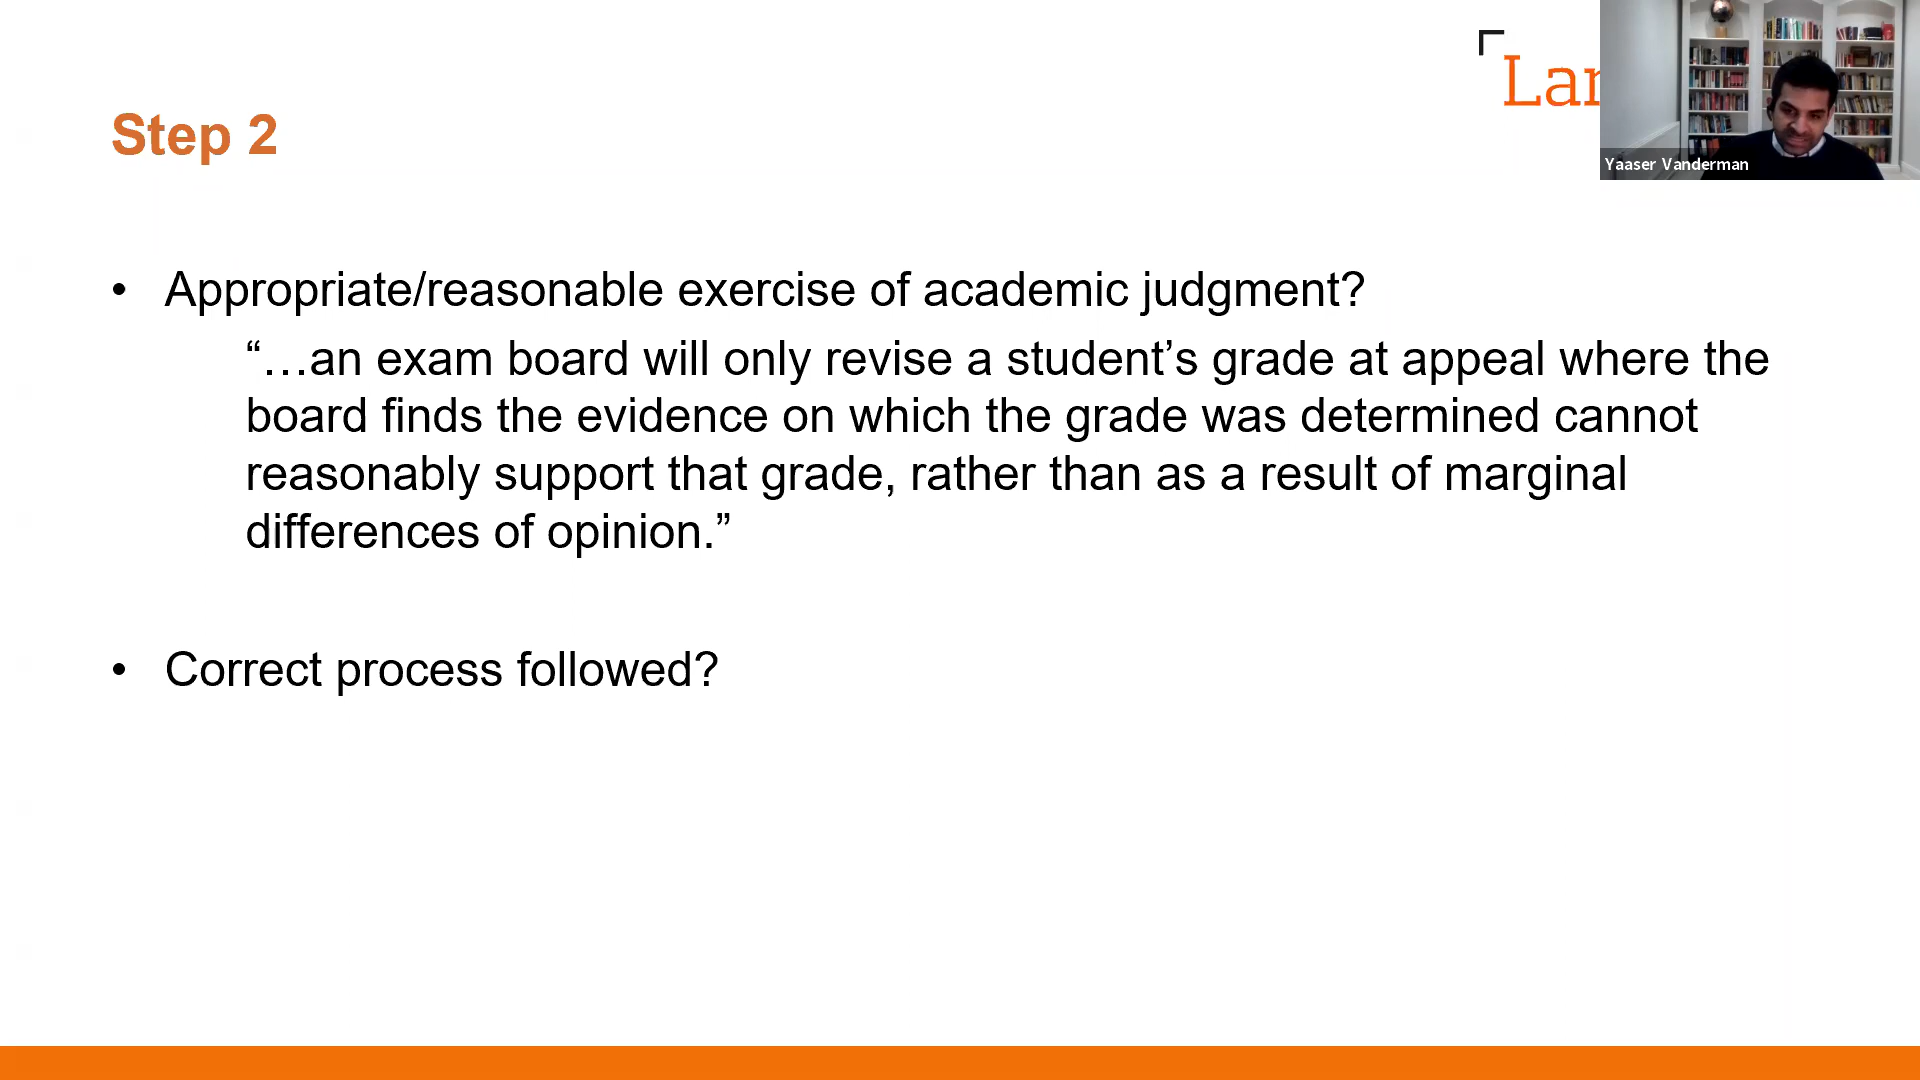 Lar
Yaaser Vanderman
Step 2
• Appropriate/reasonable exercise of academic judgment?
“…an exam board will only revise a student’s grade at appeal where the
board finds the evidence on which the grade was determined cannot
reasonably support that grade, rather than as a result of marginal
differences of opinion.”
• Correct process followed?